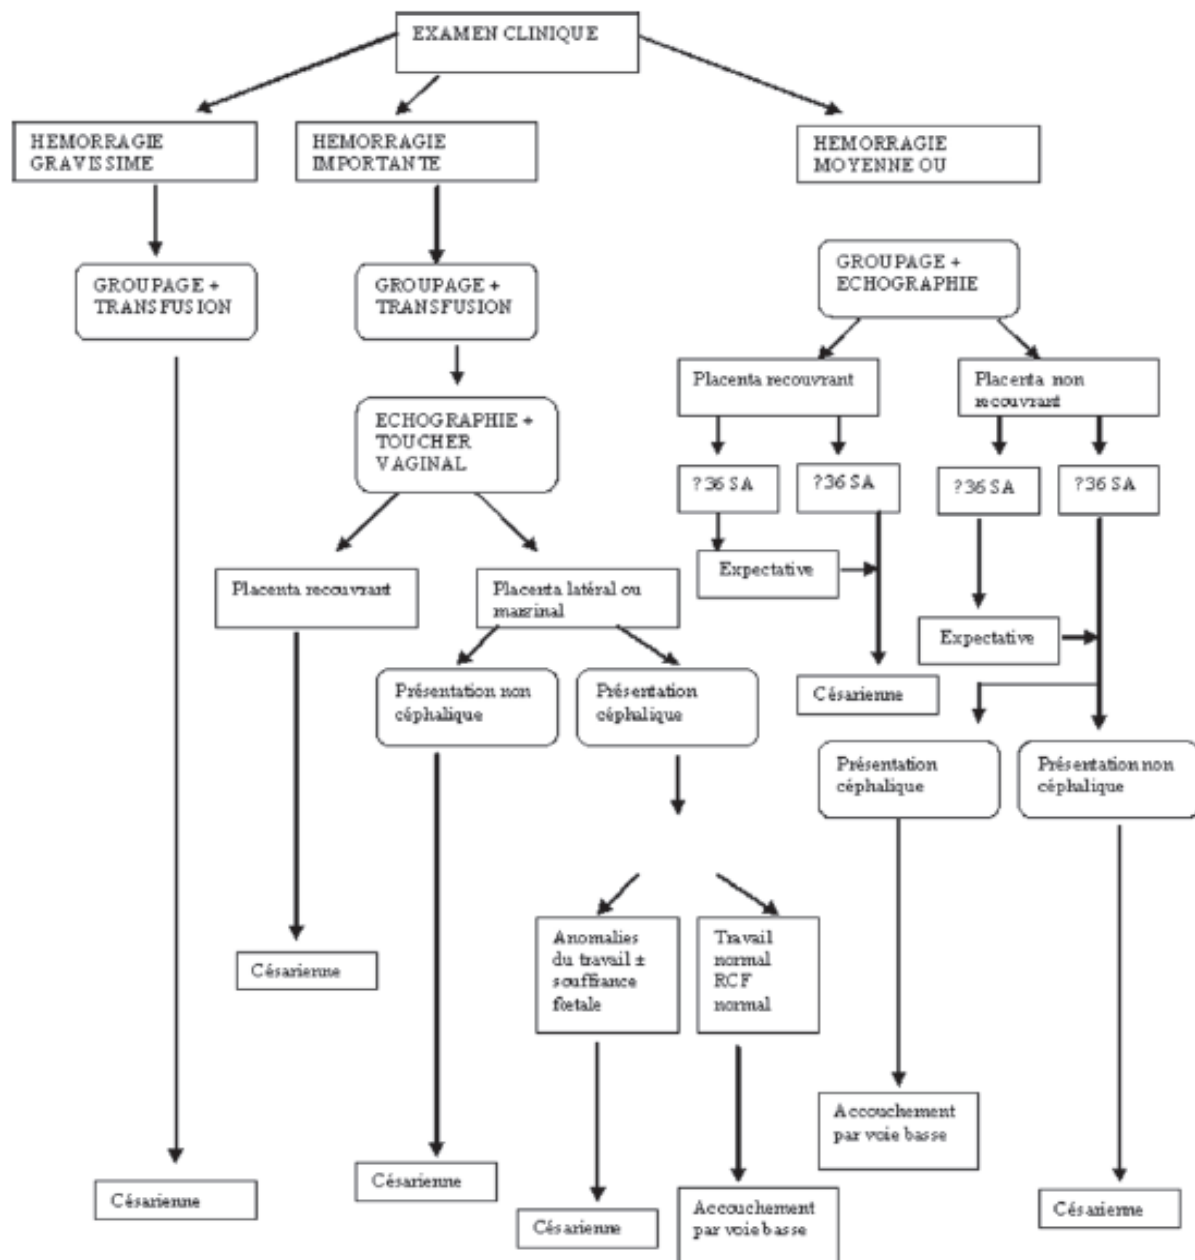 EXAMEN CLINIQUE
HEMORRAGIE
GRAVISSIME
HEMORRAGIE
IMPORTANTE
HEMORRAGIE
MOYENNE OU
GROUPAGE +
TRANSFUSION
GROUPAGE +
TRANSFUSION
GROUPAGE +
ECHOGRAPHIE
Placenta recouvrant
Placenta non
recouvrant
ECHOGRAPHIE +
TOUCHER
VAGINAL
?36 SA
?36 SA
?36 SA
?36 SA
Expectative
Placenta recouvrant
Placenta latéral ou
marginal
Expectative
Présentation non
céphalique
Présentation
céphalique
Césarienne
Présentation
céphalique
Présentation non
céphalique
Anomalies
du travail ±
souffrance
fœtale
Travail
normal
RCF
normal
Césarienne
Accouchement
par voie basse
Césarienne
Césarienne
Césarienne
Accouchement
par voie basse
Césarienne